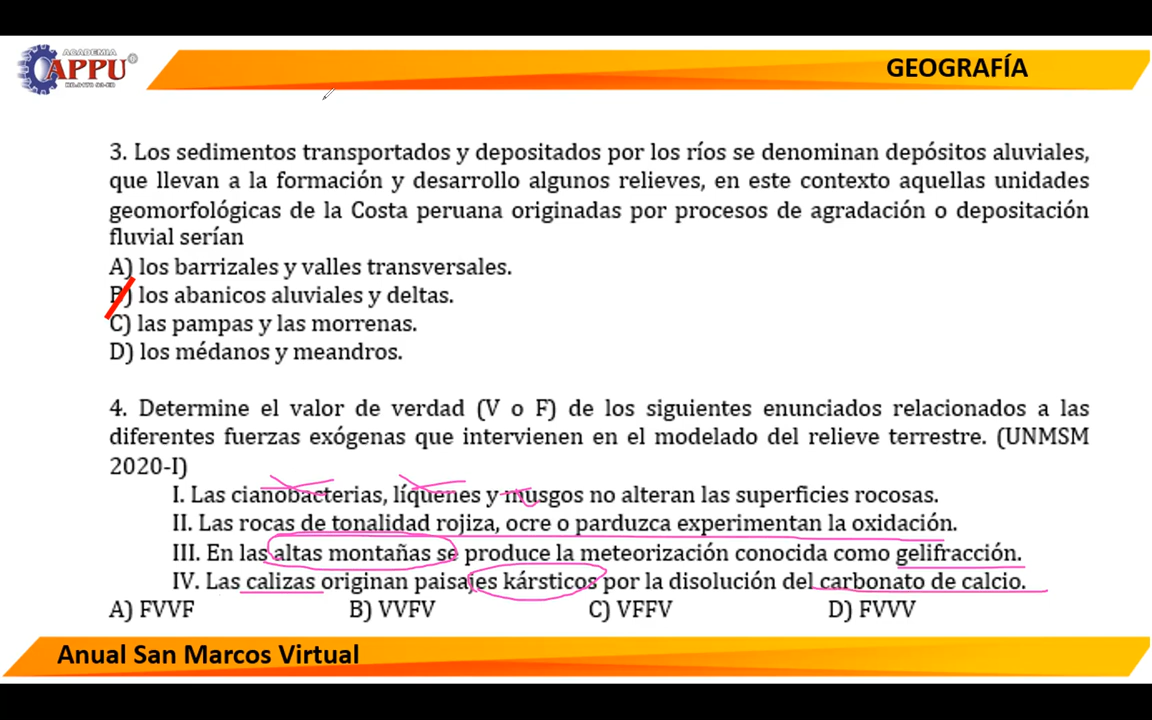 ACADEMIA
APPU
GEOGRAFÍA
3. Los sedimentos transportados y depositados por los ríos se denominan depósitos aluviales,
que llevan a la formación y desarrollo algunos relieves, en este contexto aquellas unidades
geomorfológicas de la Costa peruana originadas por procesos de agradación o depositación
fluvial serían
A) los barrizales y valles transversales.
B) los abanicos aluviales y deltas.
C) las pampas y las morrenas.
D) los médanos y meandros.
4. Determine el valor de verdad (V o F) de los siguientes enunciados relacionados a las
diferentes fuerzas exógenas que intervienen en el modelado del relieve terrestre. (UNMSM
2020-I)
I. Las cianobacterias, líquenes y musgos no alteran las superficies rocosas.
II. Las rocas de tonalidad rojiza, ocre o parduzca experimentan la oxidación.
III. En las altas montañas se produce la meteorización conocida como gelifracción.
IV. Las calizas originan paisajes kársticos por la disolución del carbonato de calcio.
A) FVVF B) VVFV C) VFFV D) FVVV
Anual San Marcos Virtual